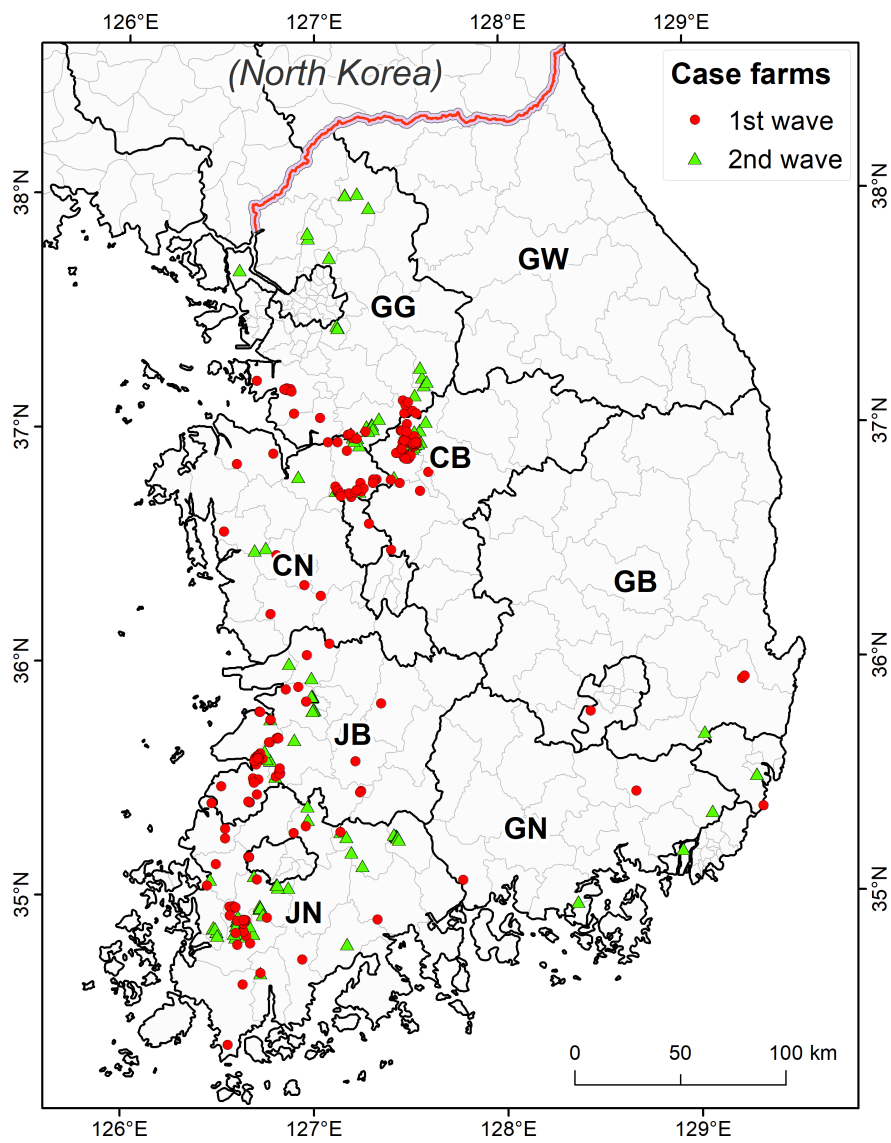 126°E 127°E 128°E 129°E
(North Korea)
Case farms
1st wave
2nd wave
38°N 38°N
GW
GG
37°N 37°N
CB
CN
GB
36°N 36°N
JB
GN
35°N 35°N
JN
0 50 100 km
126°E 127°E 128°E 129°E